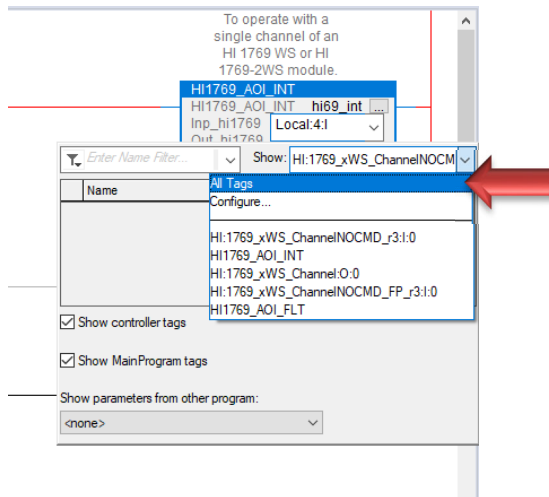 To operate with a
single channel of an
HI 1769 WS or HI
1769-2WS module.
HI1769_AOI_INT
HI1769_AOI_INT hi69_int ...
Inp_hi1769 Local:4:I
Out_hi1769
Enter Name Filter... Show: HI:1769_xWS_ChannelNOCM
Name
All Tags
Configure...
HI:1769_xWS_ChannelNOCMD_r3:I:0
HI1769_AOI_INT
HI:1769_xWS_Channel:O:0
HI:1769_xWS_ChannelNOCMD_FP_r3:I:0
HI1769_AOI_FLT
Show controller tags
Show MainProgram tags
Show parameters from other program:
<none>